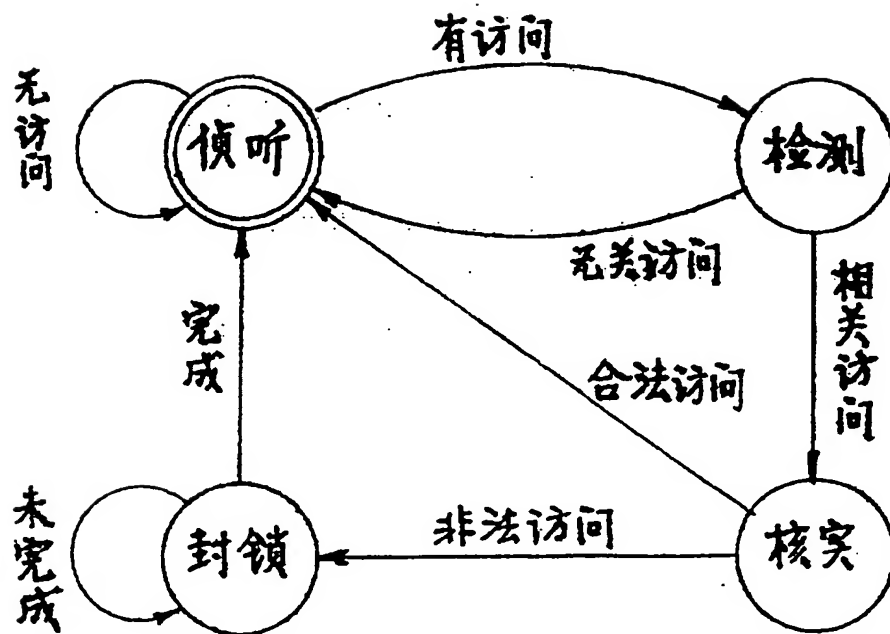 有访问
无访问
侦听
检测
无关访问
相关访问
完成
合法访问
未完成
封锁
非法访问
核实